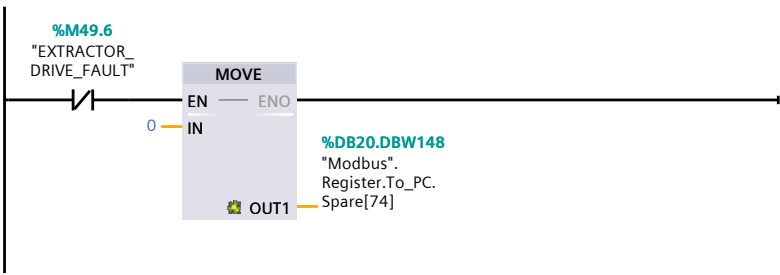 %M49.6
"EXTRACTOR_
DRIVE_FAULT"
MOVE
EN
ENO
0
IN
%DB20.DBW148
"Modbus".
Register.To_PC.
Spare[74]
OUT1